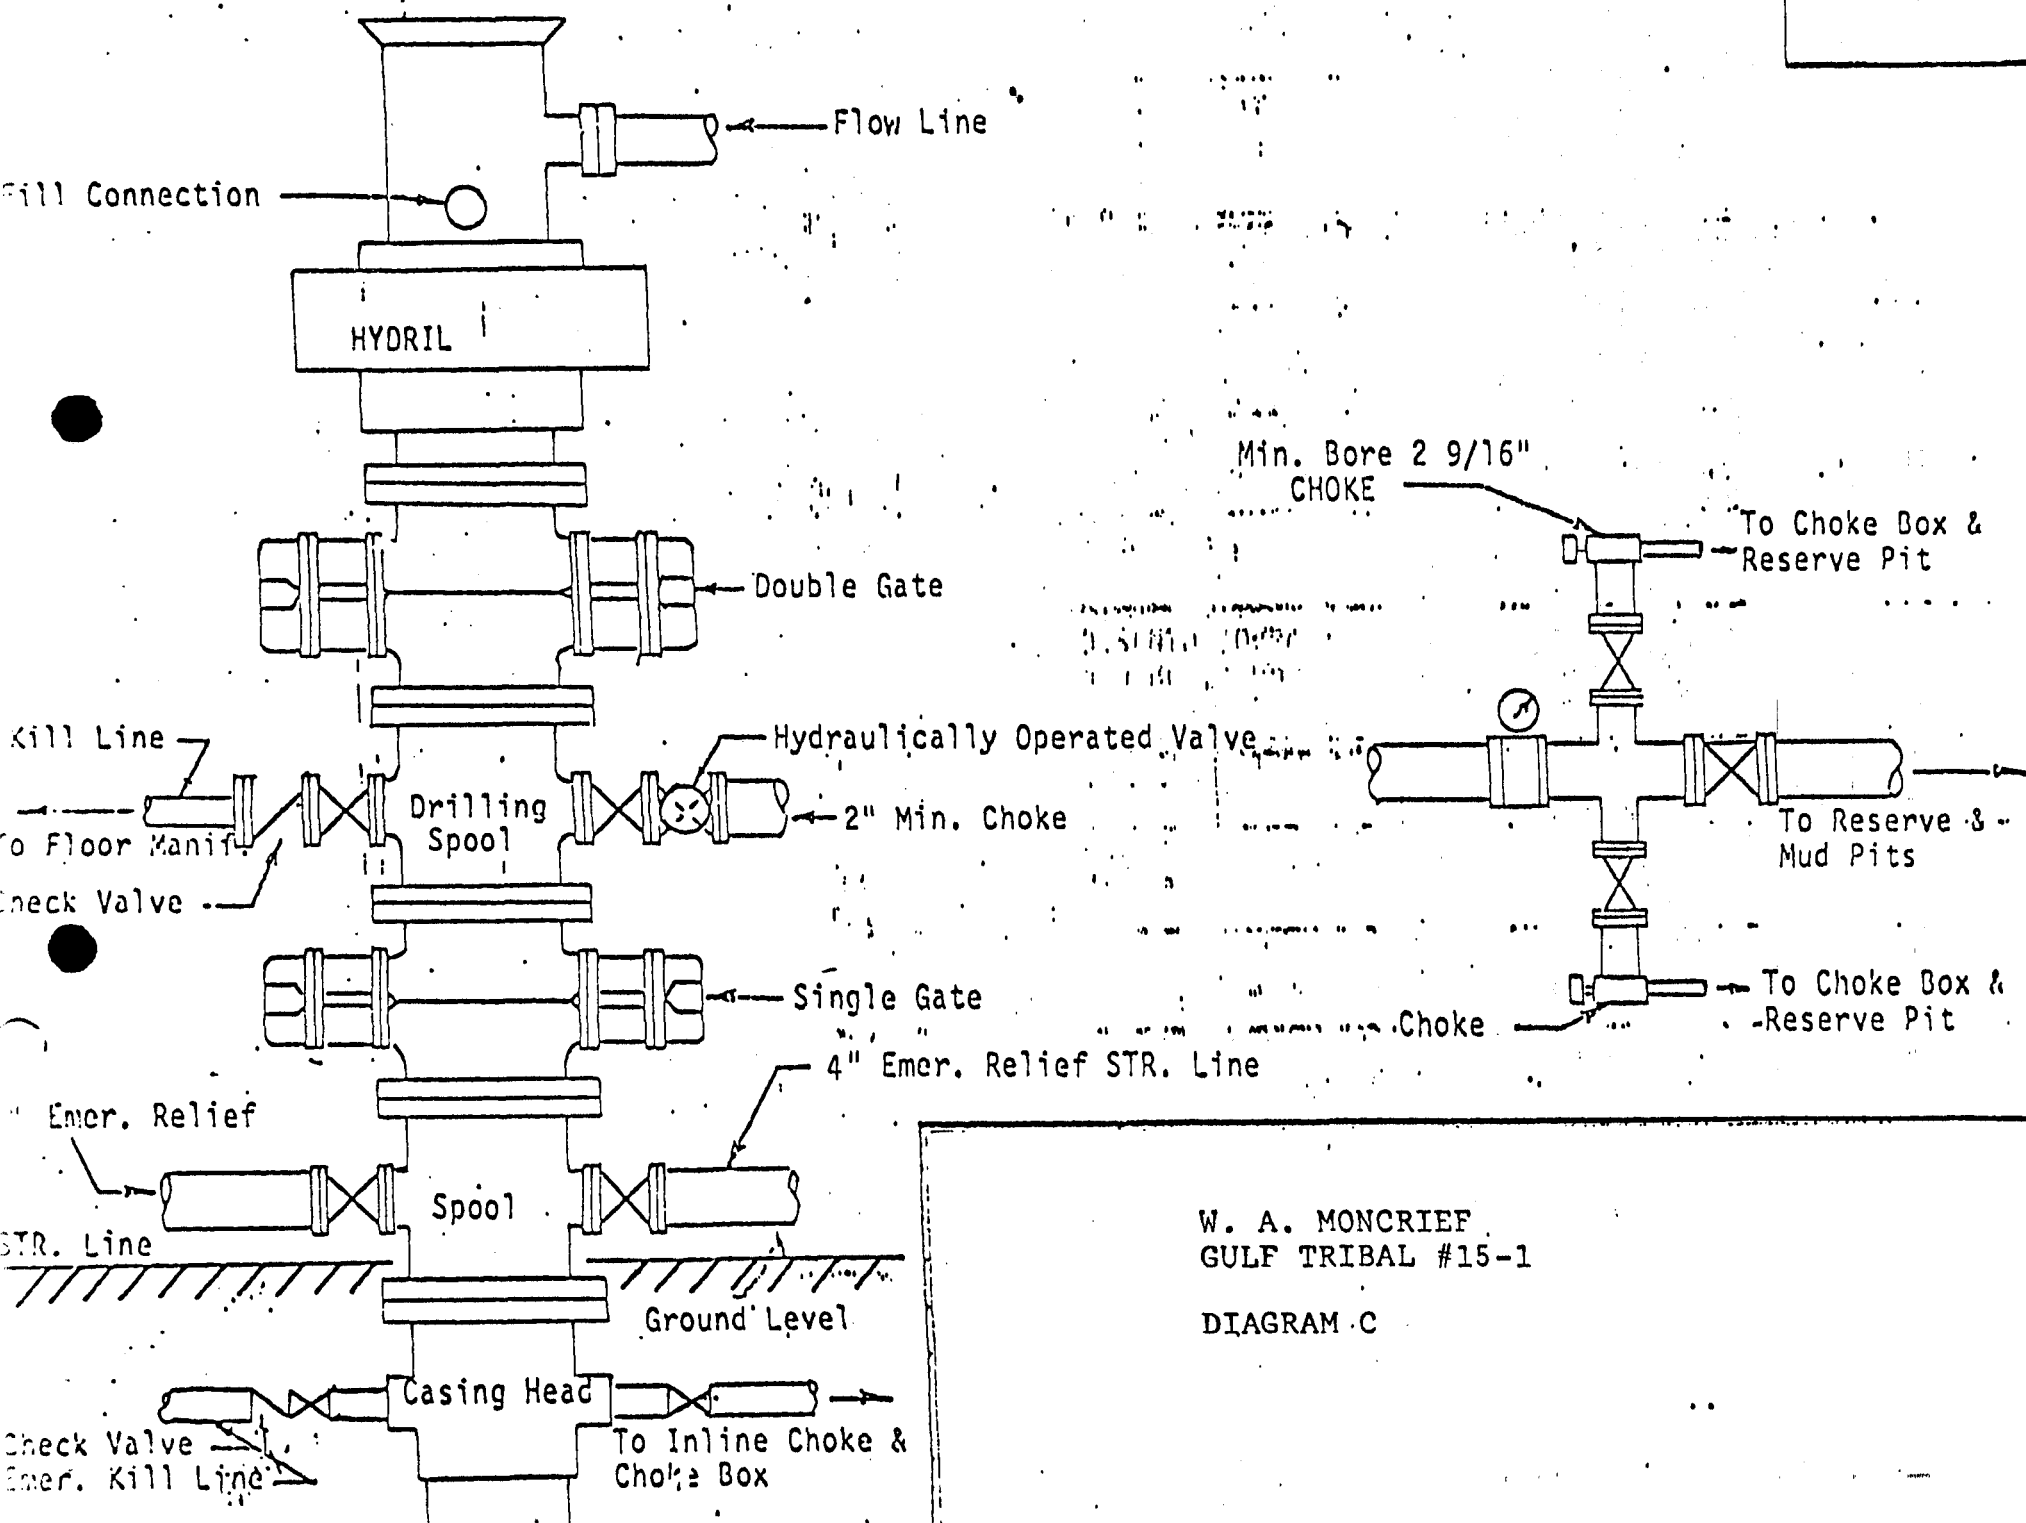 Flow Line
Fill Connection
HYDRIL
Min. Bore 2 9/16"
CHOKE
To Choke Box &
Reserve Pit
Double Gate
Kill Line
Hydraulically Operated Valve
Drilling
Spool
2" Min. Choke
To Floor Manif.
Check Valve
To Reserve &
Mud Pits
Single Gate
To Choke Box &
Reserve Pit
Choke
4" Emer. Relief STR. Line
Emer. Relief
Spool
STR. Line
Ground Level
W. A. MONCRIEF
GULF TRIBAL #15-1
DIAGRAM C
Casing Head
Check Valve
Emer. Kill Line
To Inline Choke &
Choke Box